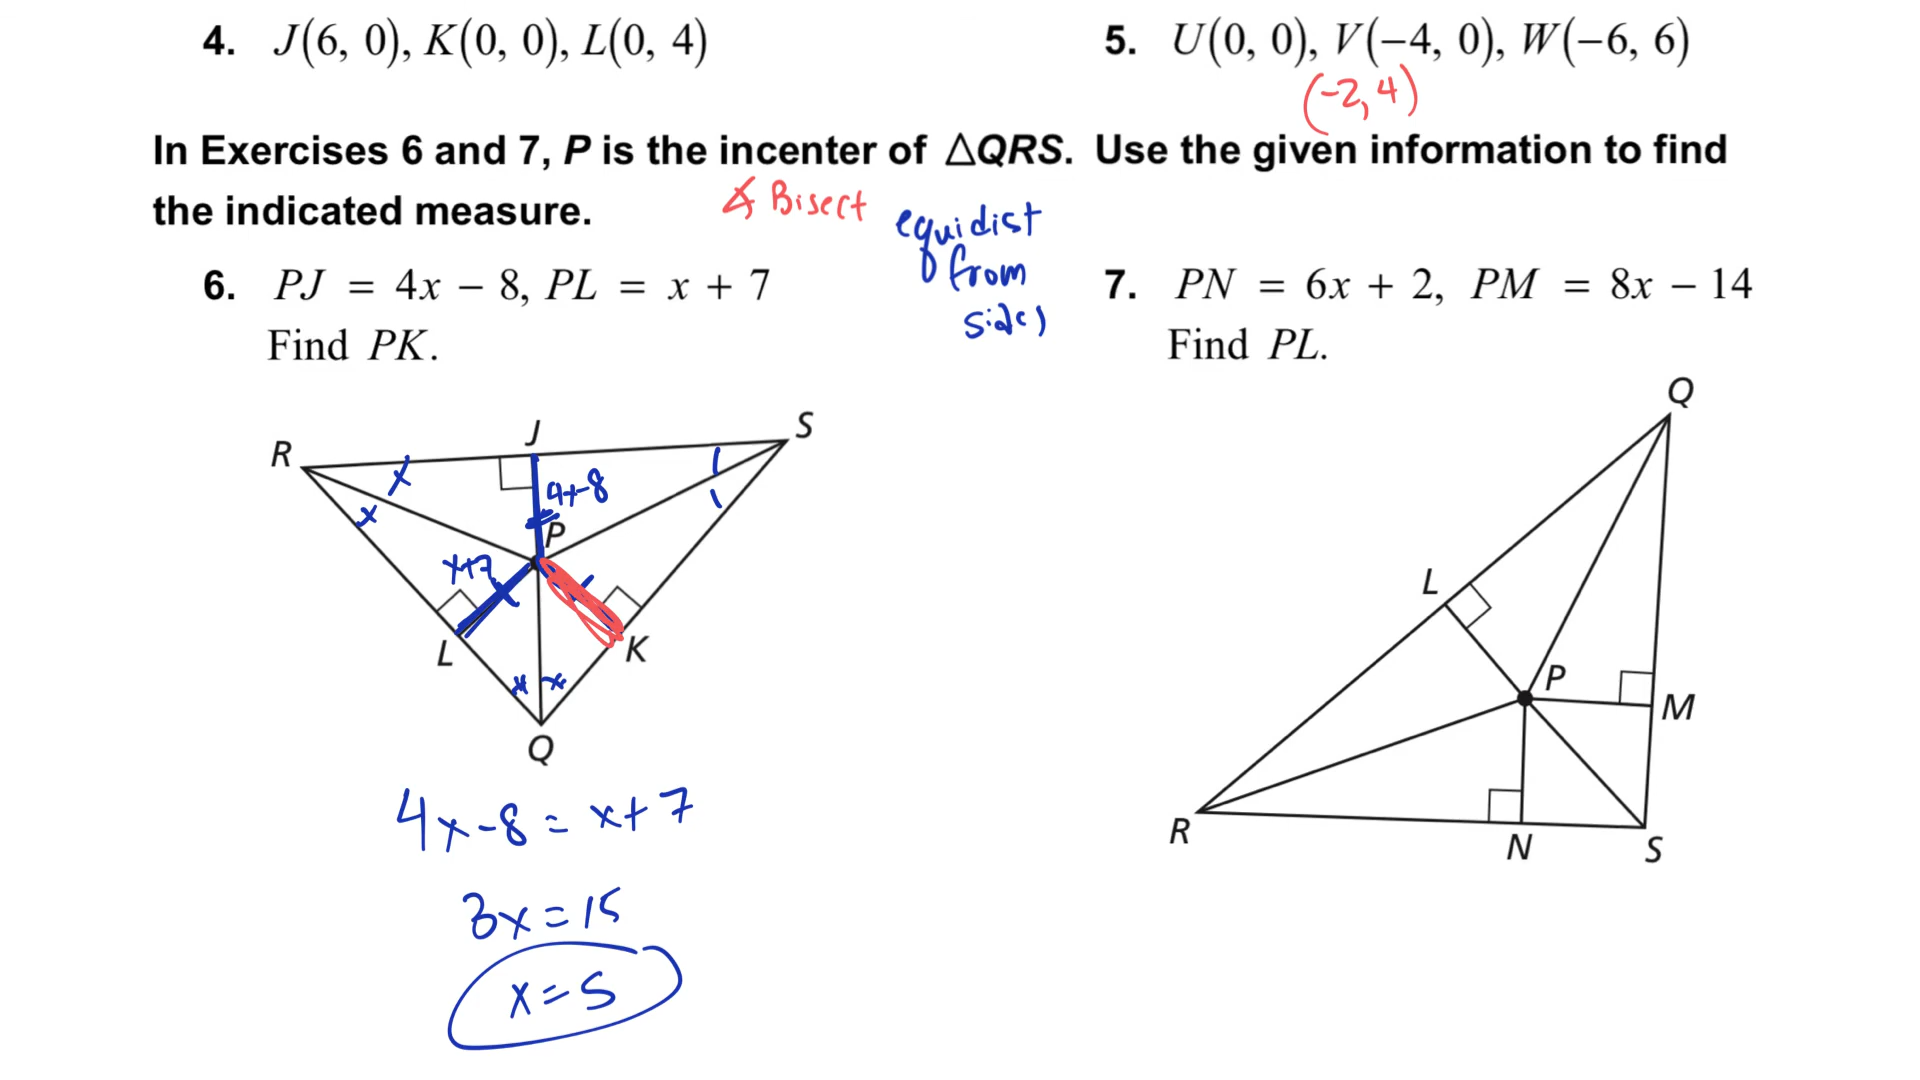 4. J(6, 0), K(0, 0), L(0, 4)
5. U(0, 0), V(−4, 0), W(−6, 6)
(-2, 4)
In Exercises 6 and 7, P is the incenter of △QRS. Use the given information to find
the indicated measure.
∡ Bisect
equidist
from
sides
6. PJ = 4x − 8, PL = x + 7
Find PK.
7. PN = 6x + 2, PM = 8x − 14
Find PL.
R
J
S
x
x
4x-8
P
x+7
L
K
Q
4x-8 = x+7
3x = 15
x = 5
Q
L
P
M
R
N
S